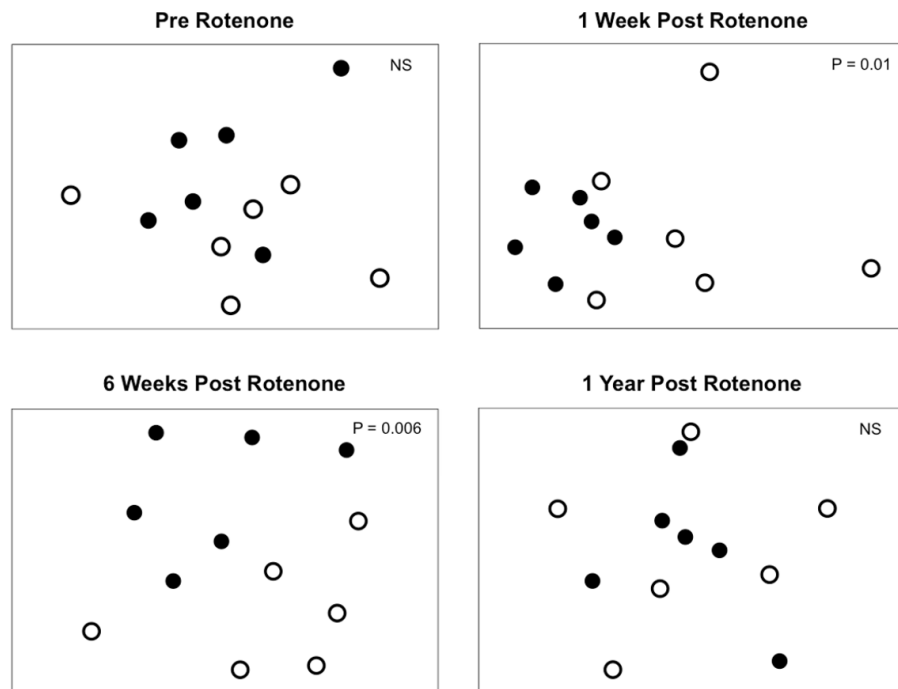 Pre Rotenone
NS
1 Week Post Rotenone
P = 0.01
6 Weeks Post Rotenone
P = 0.006
1 Year Post Rotenone
NS